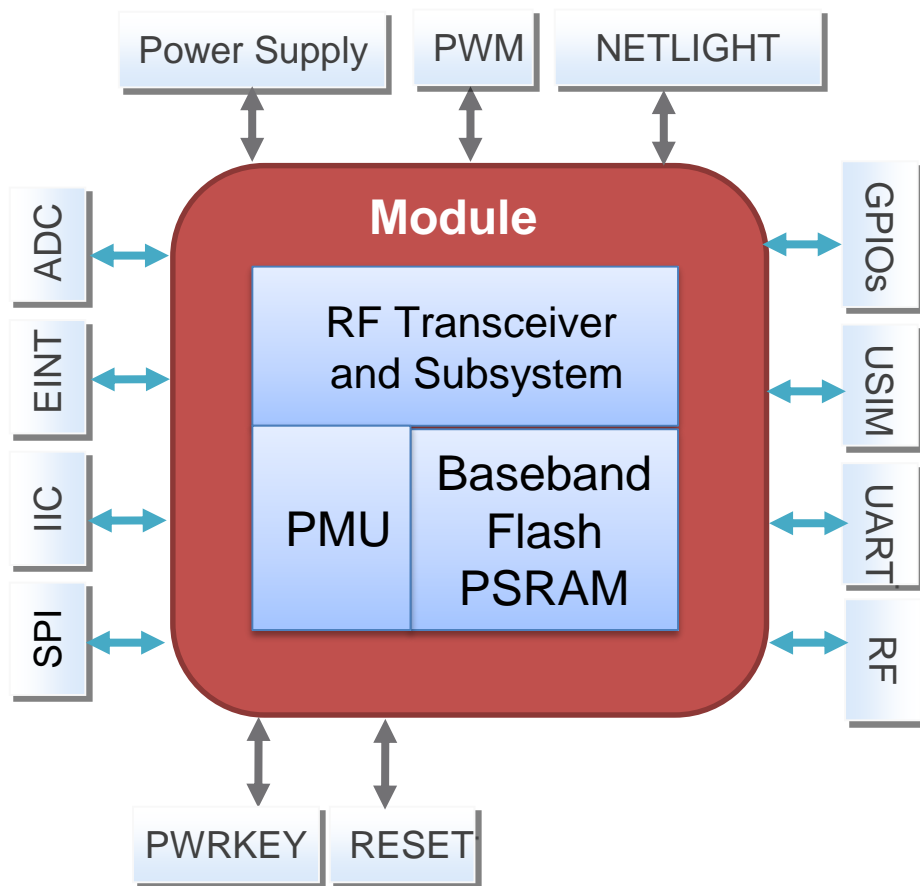 Power Supply
PWM
NETLIGHT
ADC
EINT
IIC
SPI
Module
RF Transceiver
and Subsystem
PMU
Baseband
Flash
PSRAM
GPIOs
USIM
UART
RF
PWRKEY
RESET